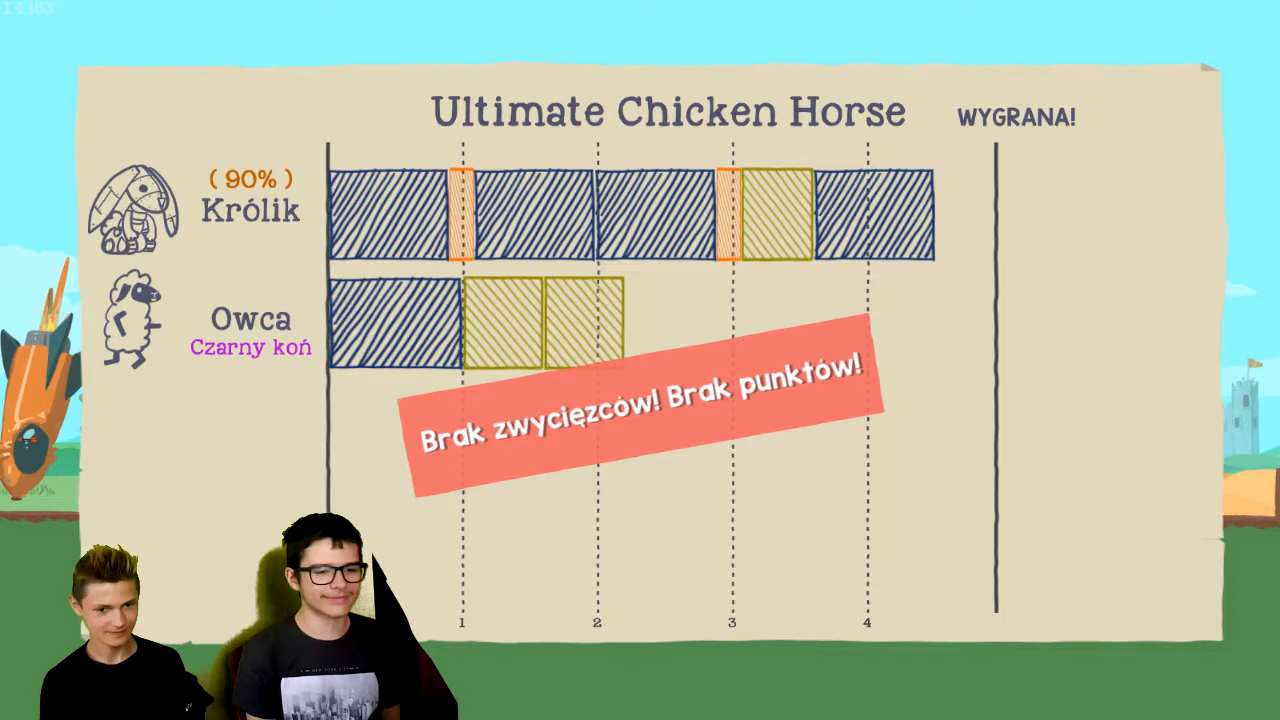 Ultimate Chicken Horse
WYGRANA!
( 90% )
Królik
Owca
Czarny koń
Brak zwycięzców! Brak punktów!
1 2 3 4